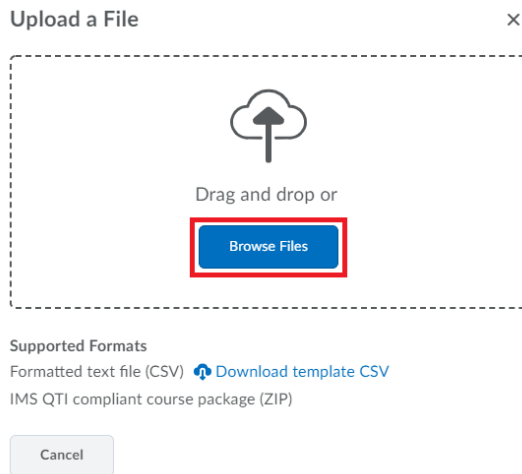 Upload a File
Drag and drop or
Browse Files
Supported Formats
Formatted text file (CSV) Download template CSV
IMS QTI compliant course package (ZIP)
Cancel